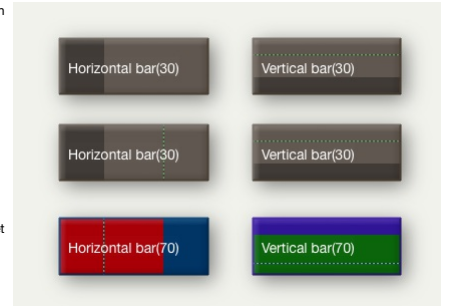 Horizontal bar(30)
Vertical bar(30)
Horizontal bar(30)
Vertical bar(30)
Horizontal bar(70)
Vertical bar(70)